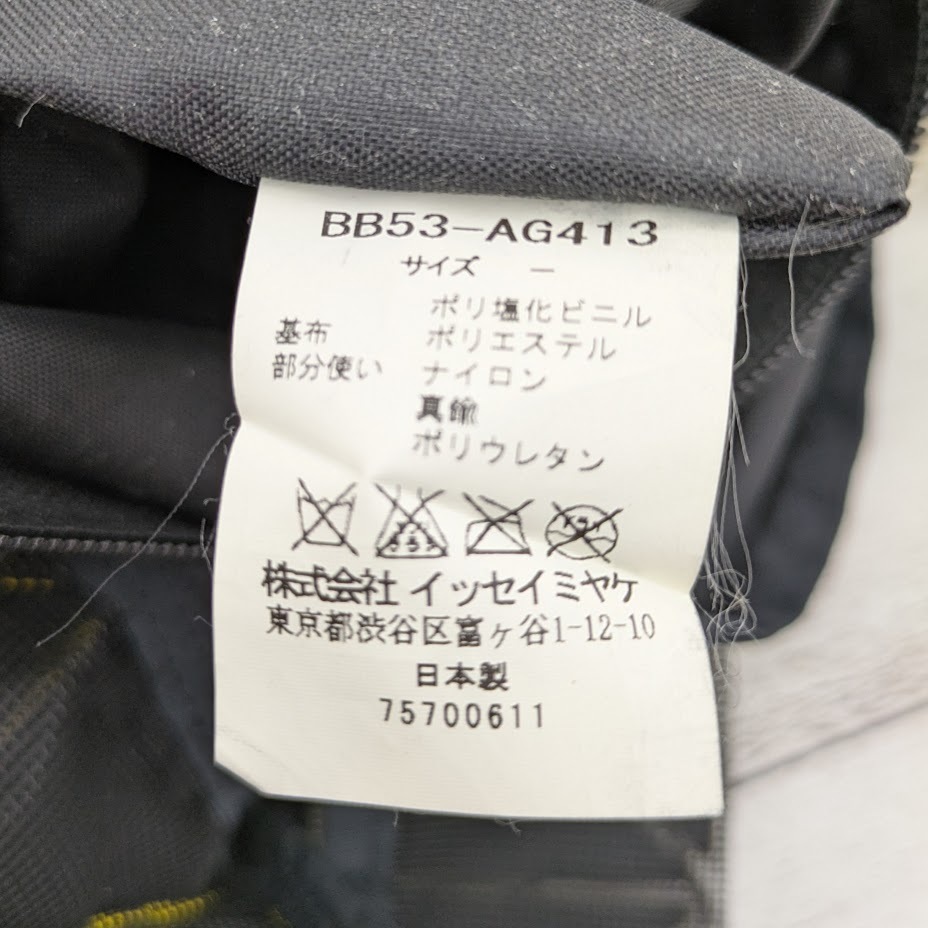 BB53-AG413
サイズ －
ポリ塩化ビニル
基布 ポリエステル
部分使い ナイロン
真鍮
ポリウレタン
株式会社 イッセイミヤケ
東京都渋谷区富ヶ谷1-12-10
日本製
75700611